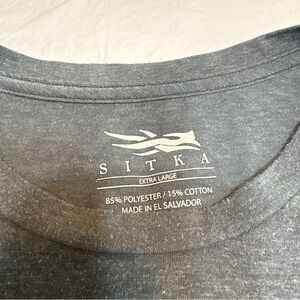 SITKA
EXTRA LARGE
85% POLYESTER / 15% COTTON
MADE IN EL SALVADOR